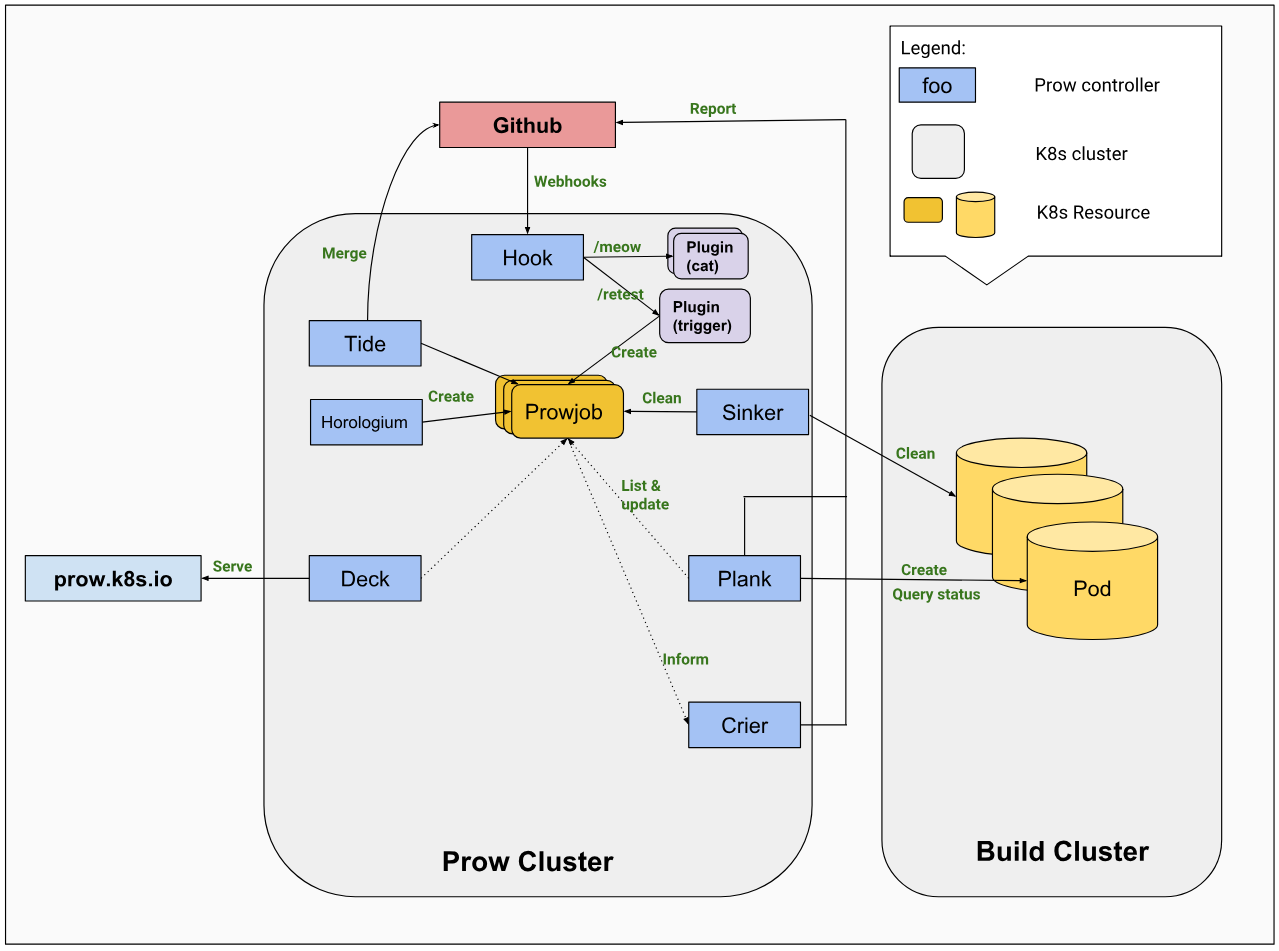 Legend:
foo
Prow controller
K8s cluster
K8s Resource
Github
Report
Webhooks
Merge
Hook
/meow
Plugin
(cat)
/retest
Plugin
(trigger)
Tide
Create
Horologium
Create
Prowjob
Clean
Sinker
Clean
List &
update
prow.k8s.io
Serve
Deck
Plank
Create
Query status
Pod
Inform
Crier
Prow Cluster
Build Cluster